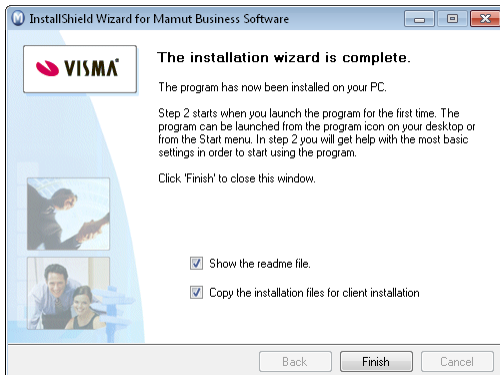 InstallShield Wizard for Mamut Business Software
VISMA
The installation wizard is complete.
The program has now been installed on your PC.
Step 2 starts when you launch the program for the first time. The
program can be launched from the program icon on your desktop or
from the Start menu. In step 2 you will get help with the most basic
settings in order to start using the program.
Click 'Finish' to close this window.
Show the readme file.
Copy the installation files for client installation
Back
Finish
Cancel